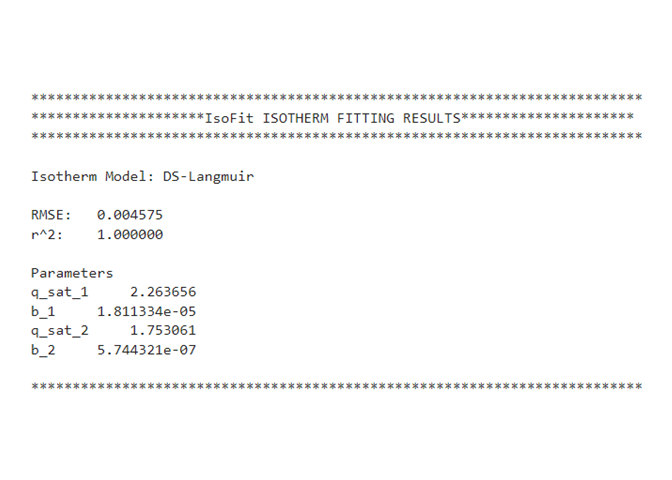 **************************************************************************
*********************IsoFit ISOTHERM FITTING RESULTS*********************
**************************************************************************
Isotherm Model: DS-Langmuir
RMSE:   0.004575
r^2:    1.000000
Parameters
q_sat_1     2.263656
b_1     1.811334e-05
q_sat_2     1.753061
b_2     5.744321e-07
**************************************************************************